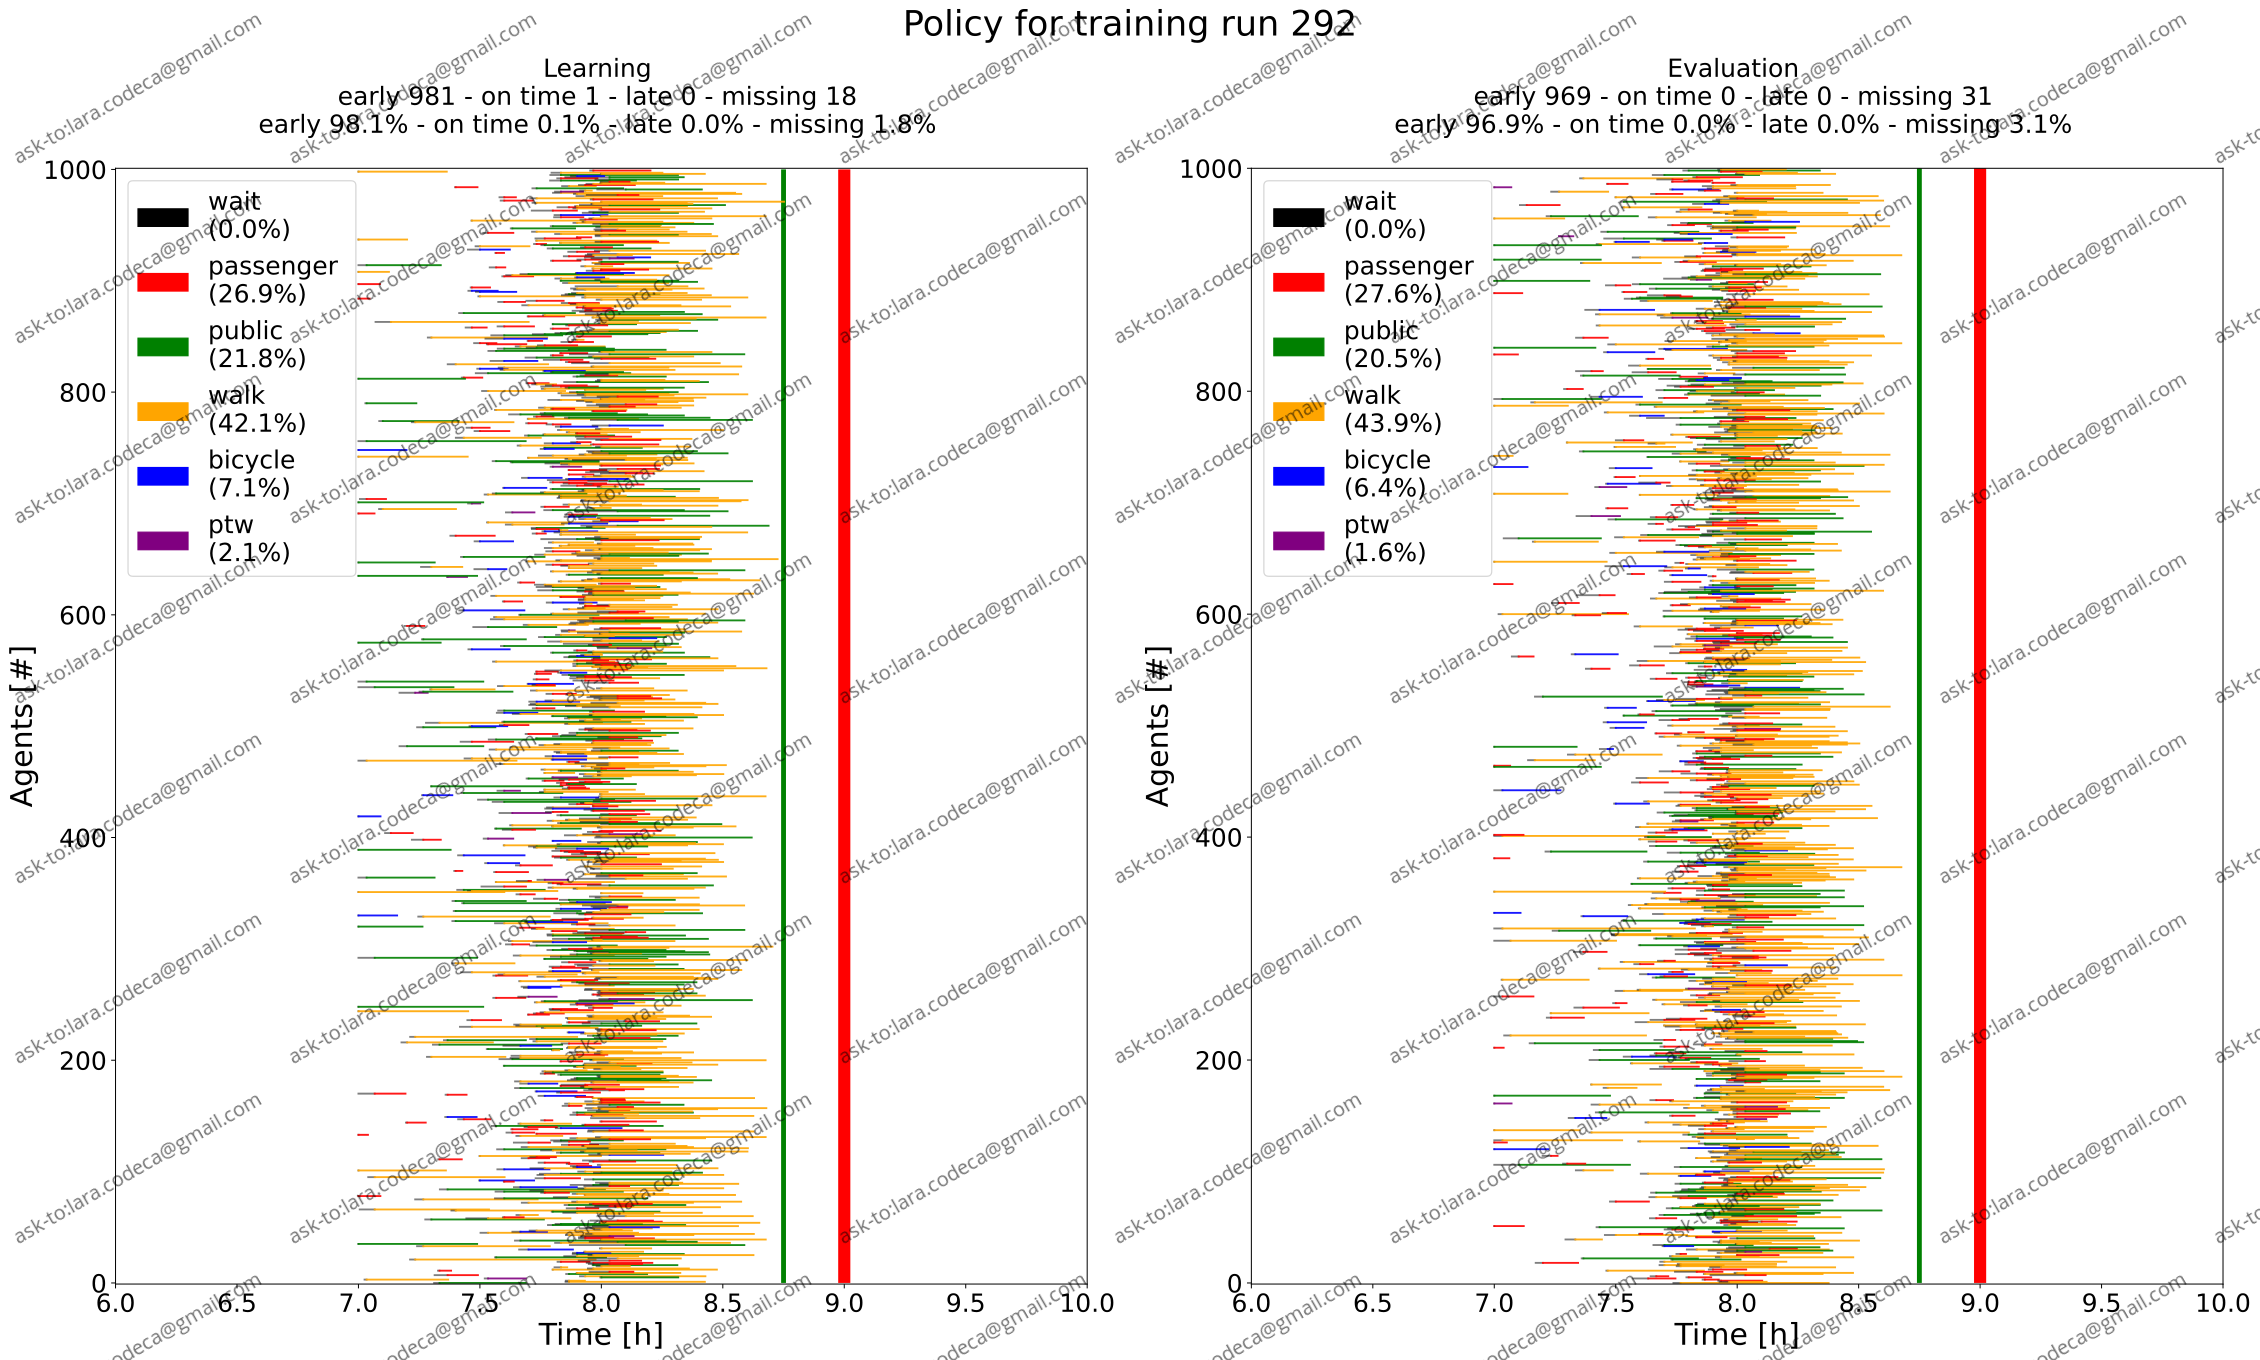 Policy for training run 292
Learning
early 981 - on time 1 - late 0 - missing 18
early 98.1% - on time 0.1% - late 0.0% - missing 1.8%
1000
800
600
400
200
0
Agents [#]
wait
(0.0%)
passenger
(26.9%)
public
(21.8%)
walk
(42.1%)
bicycle
(7.1%)
ptw
(2.1%)
6.0 6.5 7.0 7.5 8.0 8.5 9.0 9.5 10.0
Time [h]
Evaluation
early 969 - on time 0 - late 0 - missing 31
early 96.9% - on time 0.0% - late 0.0% - missing 3.1%
1000
800
600
400
200
0
Agents [#]
wait
(0.0%)
passenger
(27.6%)
public
(20.5%)
walk
(43.9%)
bicycle
(6.4%)
ptw
(1.6%)
6.0 6.5 7.0 7.5 8.0 8.5 9.0 9.5 10.0
Time [h]
ask-to:lara.codeca@gmail.com